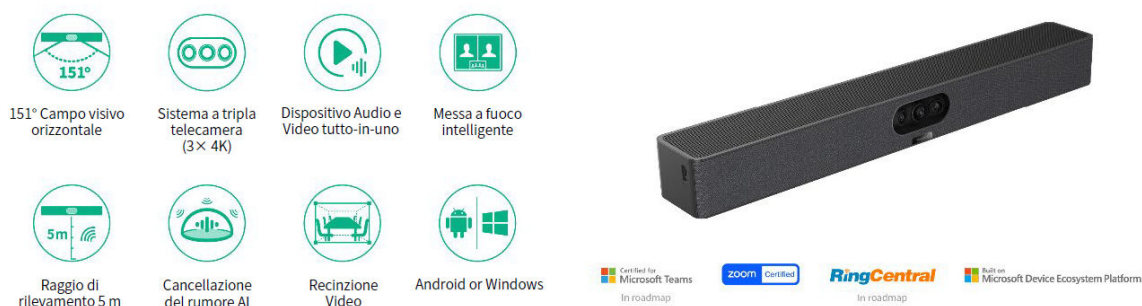 151°
151° Campo visivo
orizzontale
Sistema a tripla
telecamera
(3× 4K)
Dispositivo Audio e
Video tutto-in-uno
Messa a fuoco
intelligente
5m
Raggio di
rilevamento 5 m
Cancellazione
del rumore AI
Recinzione
Video
Android or Windows
Certified for
Microsoft Teams
In roadmap
zoom Certified
RingCentral
In roadmap
Built on
Microsoft Device Ecosystem Platform